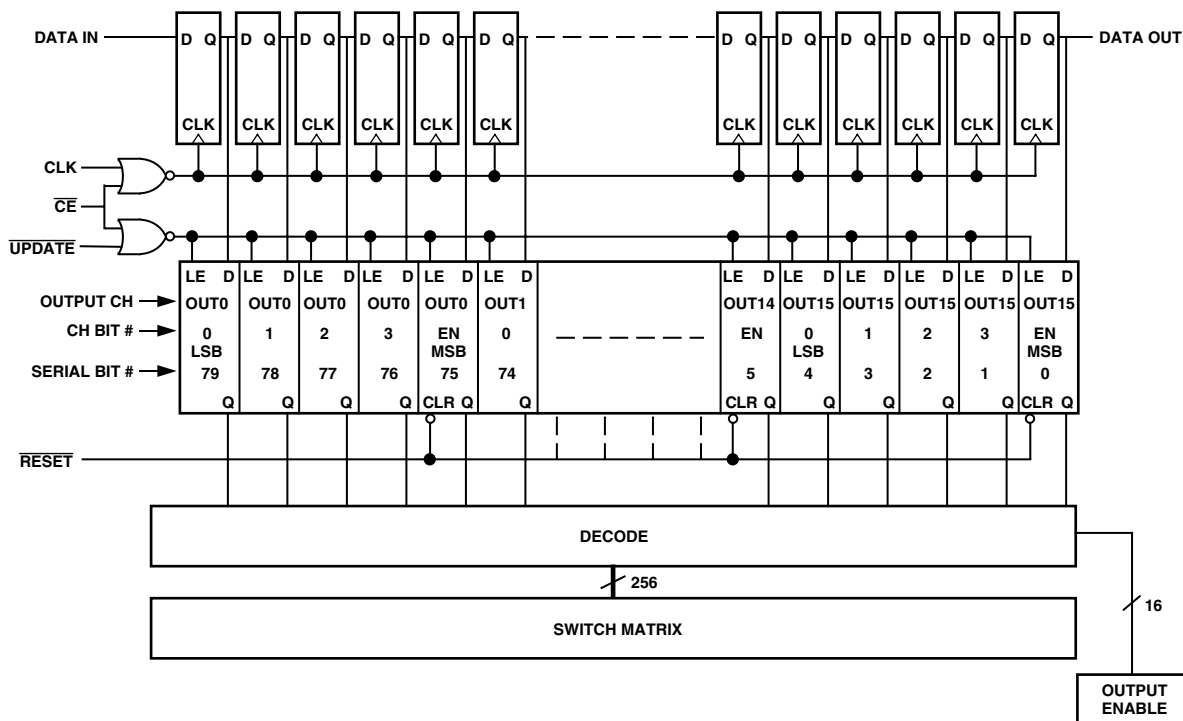 D Q D Q D Q D Q D Q D Q D Q D Q D Q D Q D Q D Q
DATA IN DATA OUT
CLK CLK CLK CLK CLK CLK CLK CLK CLK CLK CLK CLK
CLK
CE
UPDATE
LE D LE D LE D LE D LE D LE D LE D LE D LE D LE D LE D LE D
OUTPUT CH OUT0 OUT0 OUT0 OUT0 OUT0 OUT1 OUT14 OUT15 OUT15 OUT15 OUT15 OUT15
CH BIT # 0 1 2 3 EN 0 EN 0 1 2 3 EN
LSB MSB LSB MSB
SERIAL BIT # 79 78 77 76 75 74 5 4 3 2 1 0
Q Q Q Q CLR Q Q CLR Q Q Q Q Q CLR Q
RESET
DECODE
256
16
SWITCH MATRIX
OUTPUT
ENABLE